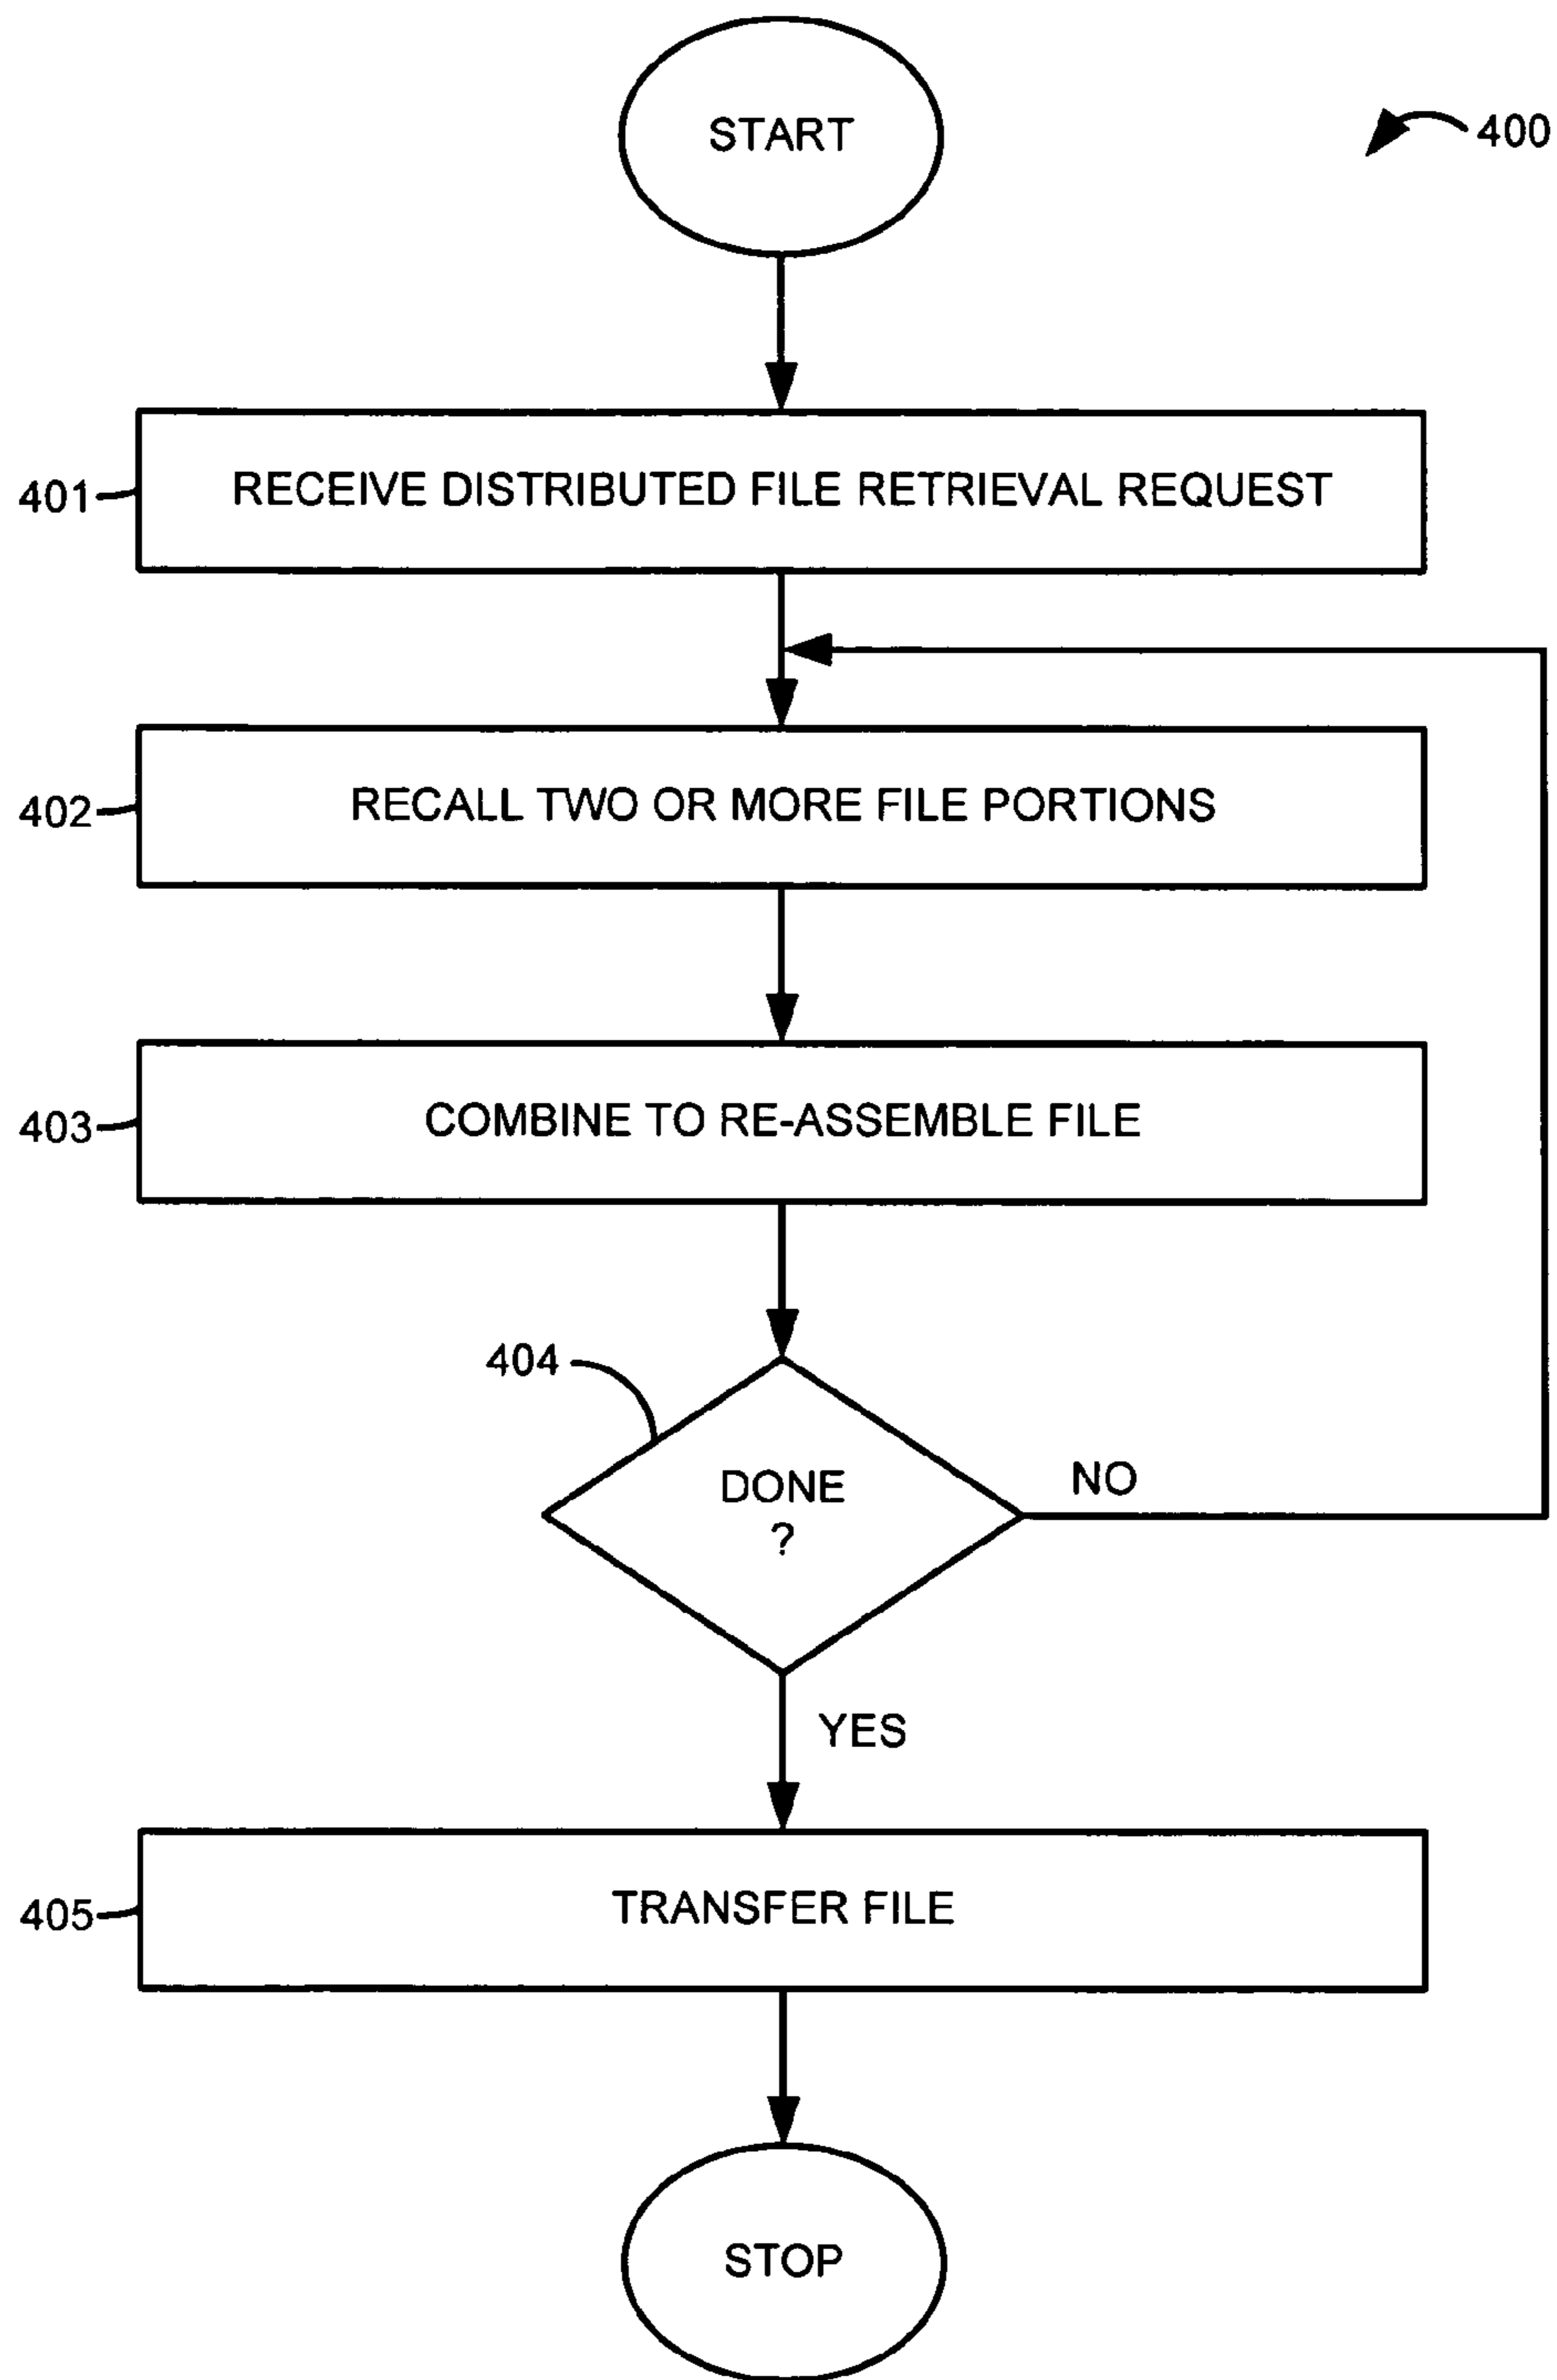 START
400
401
RECEIVE DISTRIBUTED FILE RETRIEVAL REQUEST
402
RECALL TWO OR MORE FILE PORTIONS
403
COMBINE TO RE-ASSEMBLE FILE
404
DONE
?
NO
YES
405
TRANSFER FILE
STOP